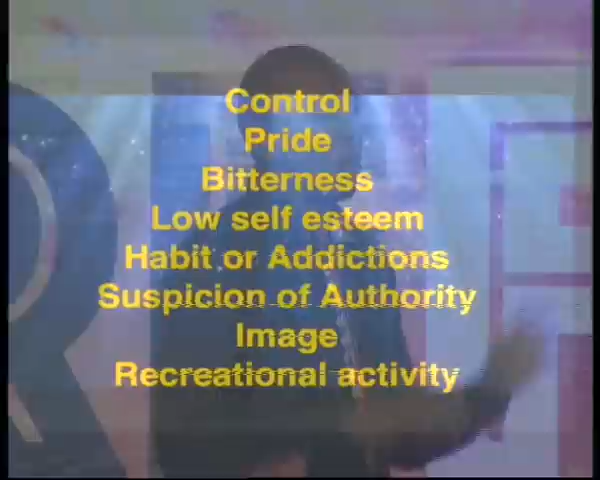 Control
Pride
Bitterness
Low self esteem
Habit or Addictions
Suspicion of Authority
Image
Recreational activity